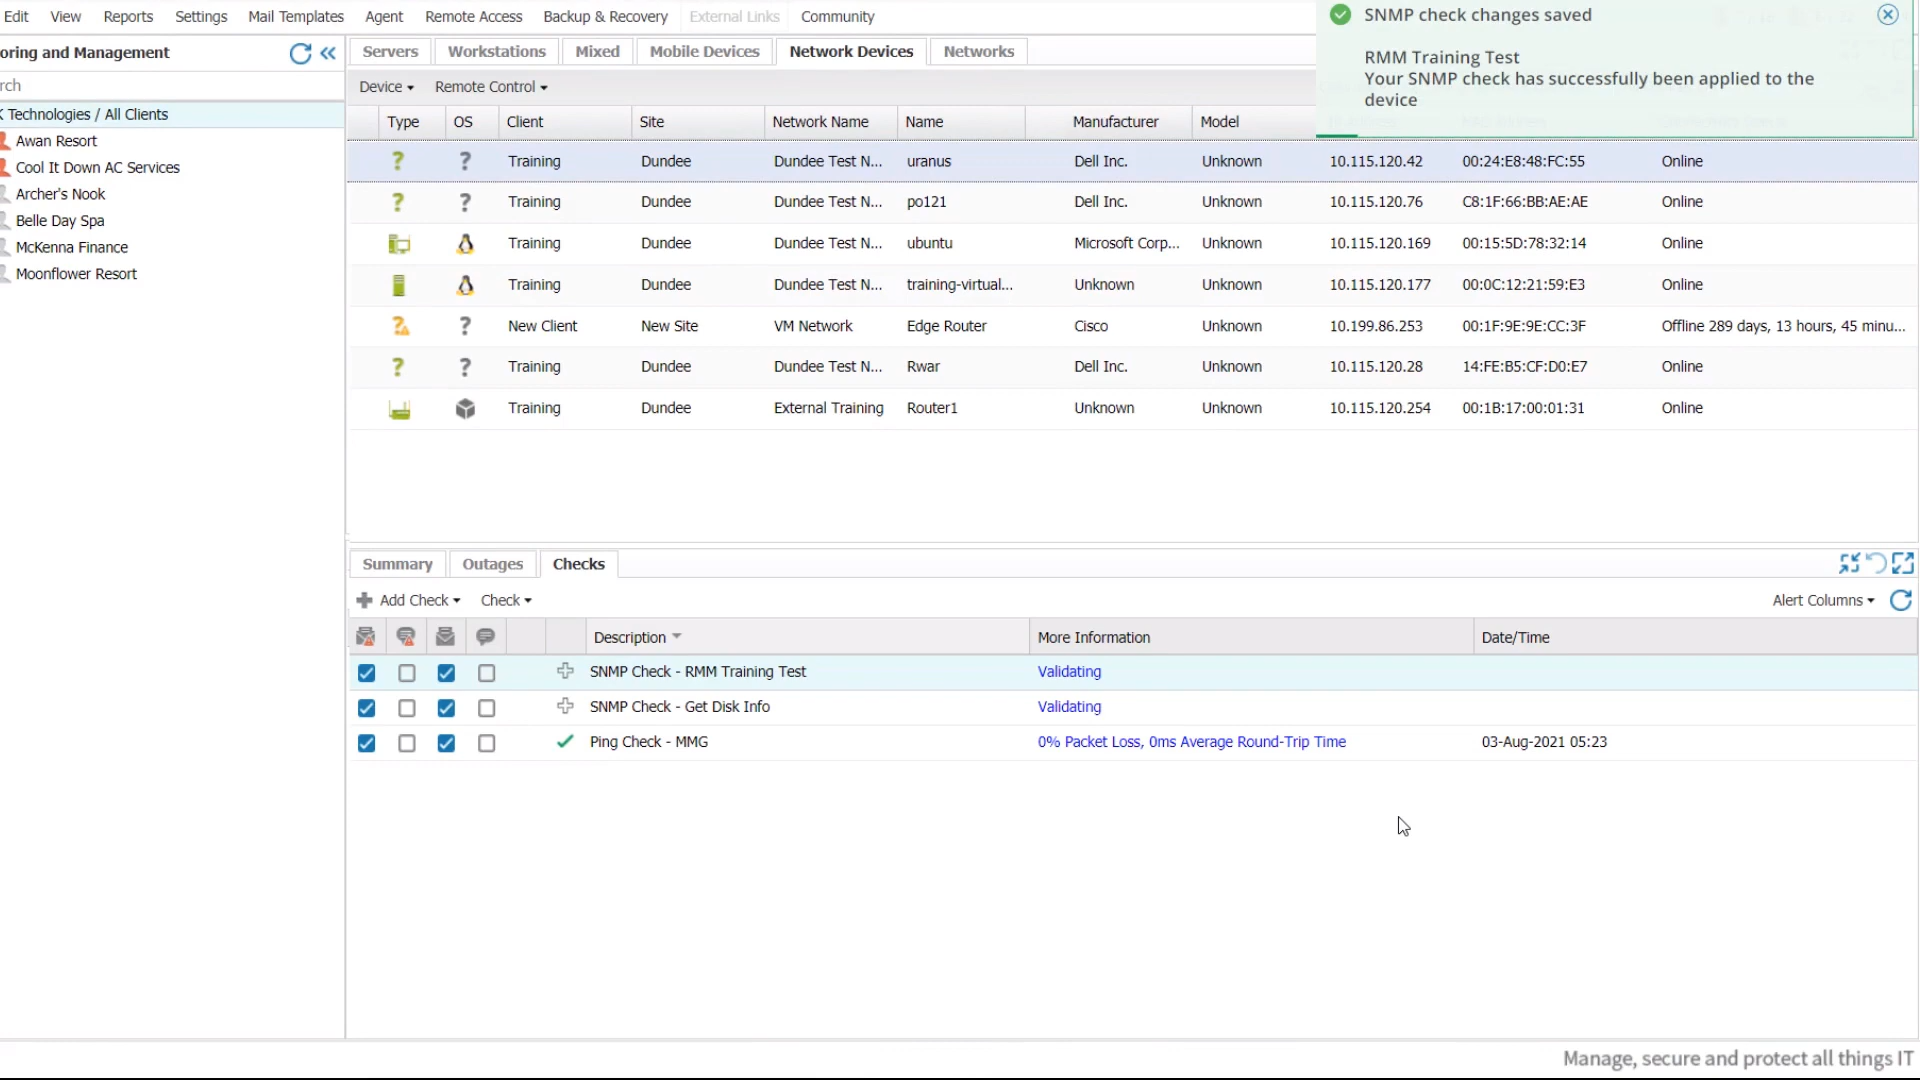 Edit View Reports Settings Mail Templates Agent Remote Access Backup & Recovery External Links Community
SNMP check changes saved
RMM Training Test
Your SNMP check has successfully been applied to the
device
oring and Management
rch
Technologies / All Clients
Awan Resort
Cool It Down AC Services
Archer's Nook
Belle Day Spa
McKenna Finance
Moonflower Resort
Servers Workstations Mixed Mobile Devices Network Devices Networks
Device Remote Control
Type OS Client Site Network Name Name Manufacturer Model
Training Dundee Dundee Test N... uranus Dell Inc. Unknown 10.115.120.42 00:24:E8:48:FC:55 Online
Training Dundee Dundee Test N... po121 Dell Inc. Unknown 10.115.120.76 C8:1F:66:BB:AE:AE Online
Training Dundee Dundee Test N... ubuntu Microsoft Corp... Unknown 10.115.120.169 00:15:5D:78:32:14 Online
Training Dundee Dundee Test N... training-virtual... Unknown Unknown 10.115.120.177 00:0C:12:21:59:E3 Online
New Client New Site VM Network Edge Router Cisco Unknown 10.199.86.253 00:1F:9E:9E:CC:3F Offline 289 days, 13 hours, 45 minu...
Training Dundee Dundee Test N... Rwar Dell Inc. Unknown 10.115.120.28 14:FE:B5:CF:D0:E7 Online
Training Dundee External Training Router1 Unknown Unknown 10.115.120.254 00:1B:17:00:01:31 Online
Summary Outages Checks
Add Check Check Alert Columns
Description More Information Date/Time
SNMP Check - RMM Training Test Validating
SNMP Check - Get Disk Info Validating
Ping Check - MMG 0% Packet Loss, 0ms Average Round-Trip Time 03-Aug-2021 05:23
Manage, secure and protect all things IT